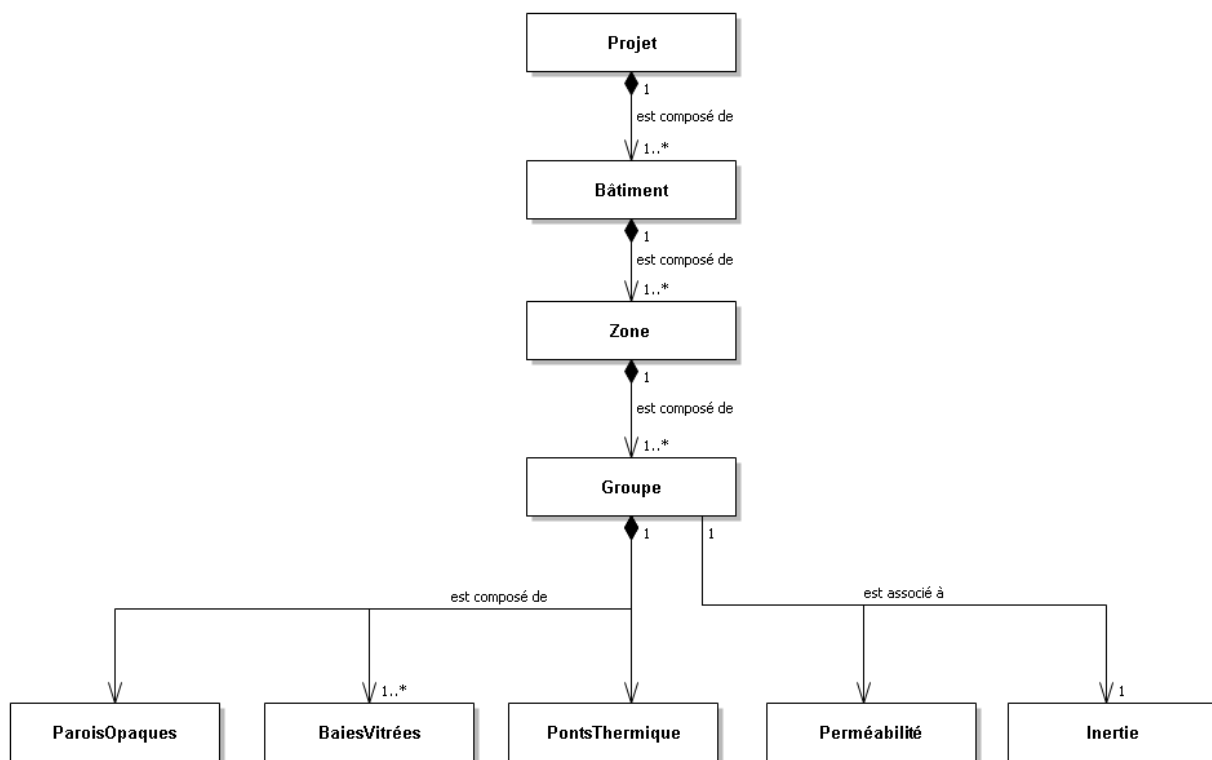 Projet
1
est composé de
1..*
Bâtiment
1
est composé de
1..*
Zone
1
est composé de
1..*
Groupe
1
1
est composé de
est associé à
1..*
1
ParoisOpaques
BaiesVitrées
PontsThermique
Perméabilité
Inertie